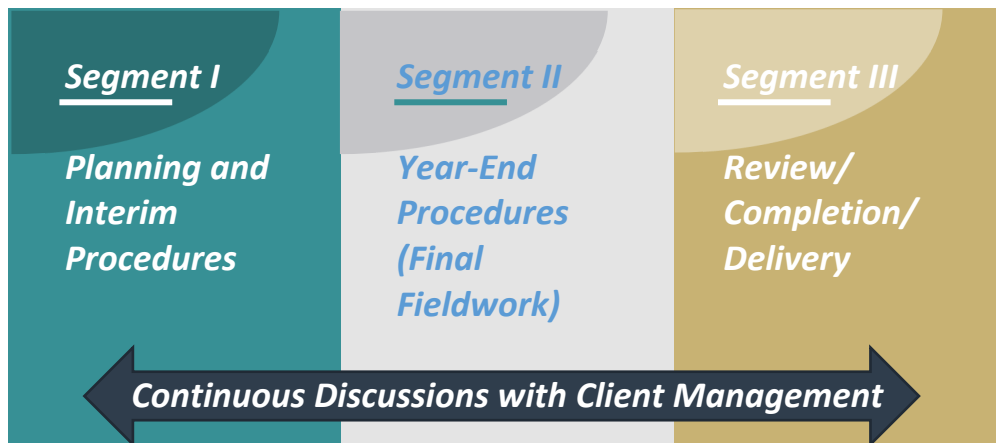 Segment I
Planning and
Interim
Procedures
Segment II
Year-End
Procedures
(Final
Fieldwork)
Segment III
Review/
Completion/
Delivery
Continuous Discussions with Client Management